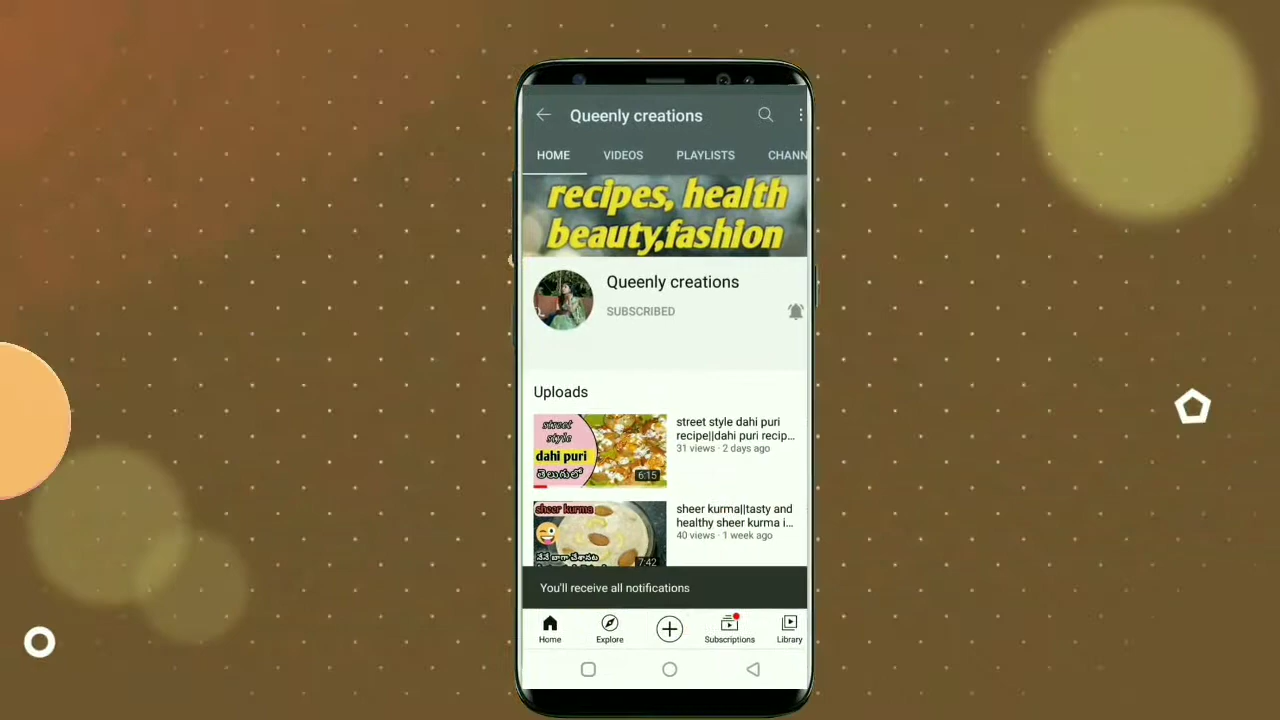 Queenly creations
HOME VIDEOS PLAYLISTS CHANN
recipes, health
beauty,fashion
Queenly creations
SUBSCRIBED
Uploads
street
style
dahi puri
తెలుగులో
6:15
street style dahi puri
recipe||dahi puri recip...
31 views · 2 days ago
sheer kurma
నేనే బాగా చేశానట
7:42
sheer kurma||tasty and
healthy sheer kurma i...
40 views · 1 week ago
You'll receive all notifications
Home Explore Subscriptions Library